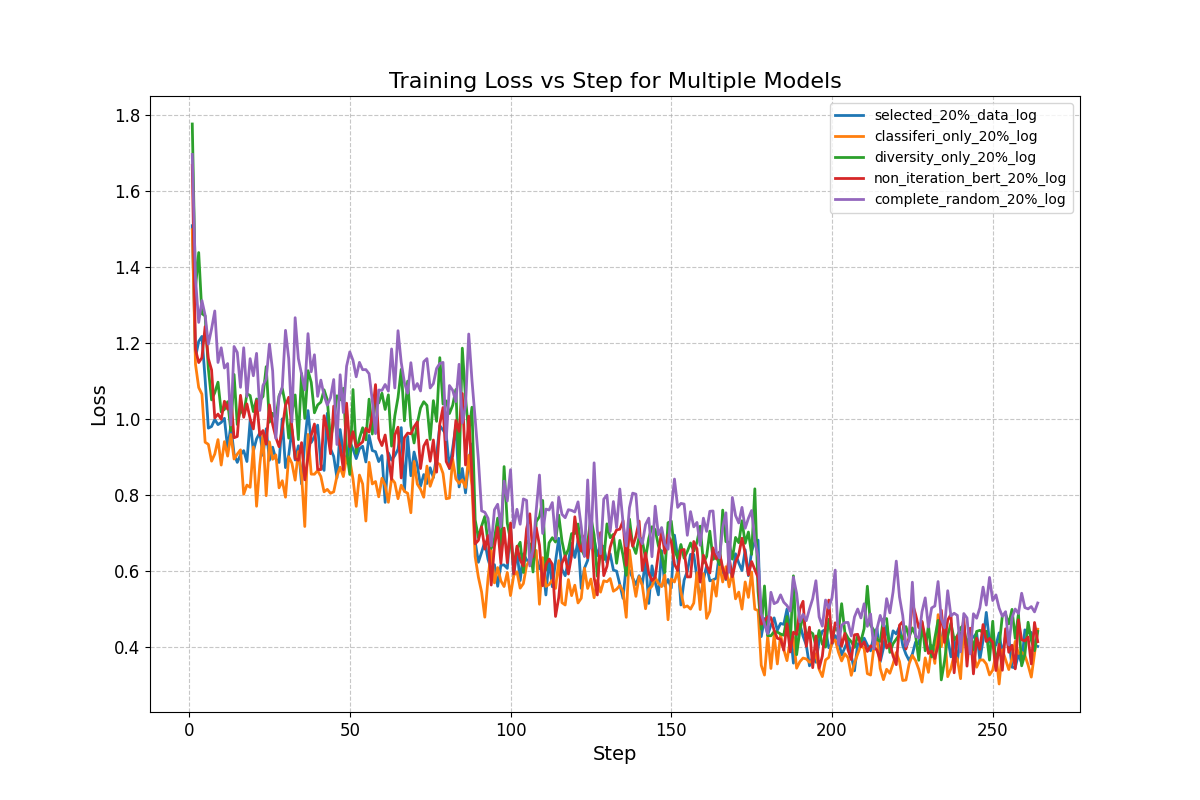 Training Loss vs Step for Multiple Models
selected_20%_data_log
classiferi_only_20%_log
diversity_only_20%_log
non_iteration_bert_20%_log
complete_random_20%_log
Loss
1.8
1.6
1.4
1.2
1.0
0.8
0.6
0.4
0 50 100 150 200 250
Step